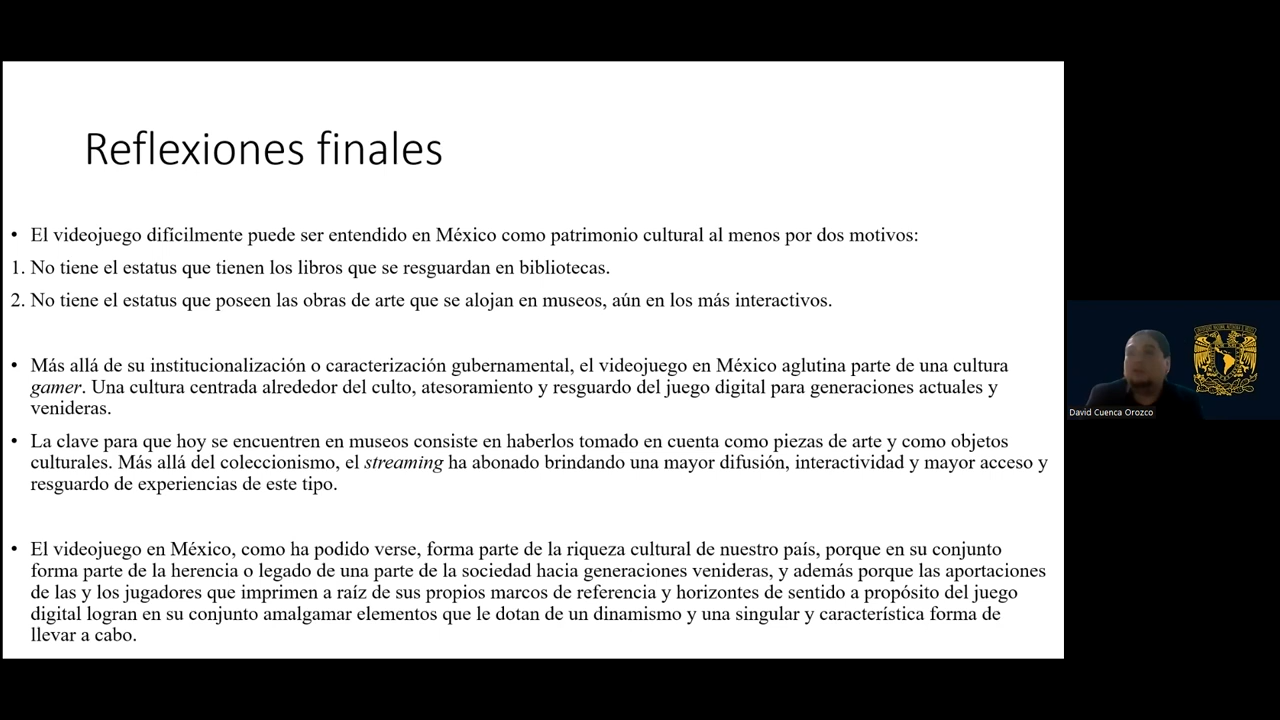 Reflexiones finales
• El videojuego difícilmente puede ser entendido en México como patrimonio cultural al menos por dos motivos:
1. No tiene el estatus que tienen los libros que se resguardan en bibliotecas.
2. No tiene el estatus que poseen las obras de arte que se alojan en museos, aún en los más interactivos.
• Más allá de su institucionalización o caracterización gubernamental, el videojuego en México aglutina parte de una cultura
gamer. Una cultura centrada alrededor del culto, atesoramiento y resguardo del juego digital para generaciones actuales y
venideras.
• La clave para que hoy se encuentren en museos consiste en haberlos tomado en cuenta como piezas de arte y como objetos
culturales. Más allá del coleccionismo, el streaming ha abonado brindando una mayor difusión, interactividad y mayor acceso y
resguardo de experiencias de este tipo.
• El videojuego en México, como ha podido verse, forma parte de la riqueza cultural de nuestro país, porque en su conjunto
forma parte de la herencia o legado de una parte de la sociedad hacia generaciones venideras, y además porque las aportaciones
de las y los jugadores que imprimen a raíz de sus propios marcos de referencia y horizontes de sentido a propósito del juego
digital logran en su conjunto amalgamar elementos que le dotan de un dinamismo y una singular y característica forma de
llevar a cabo.
David Cuenca Orozco